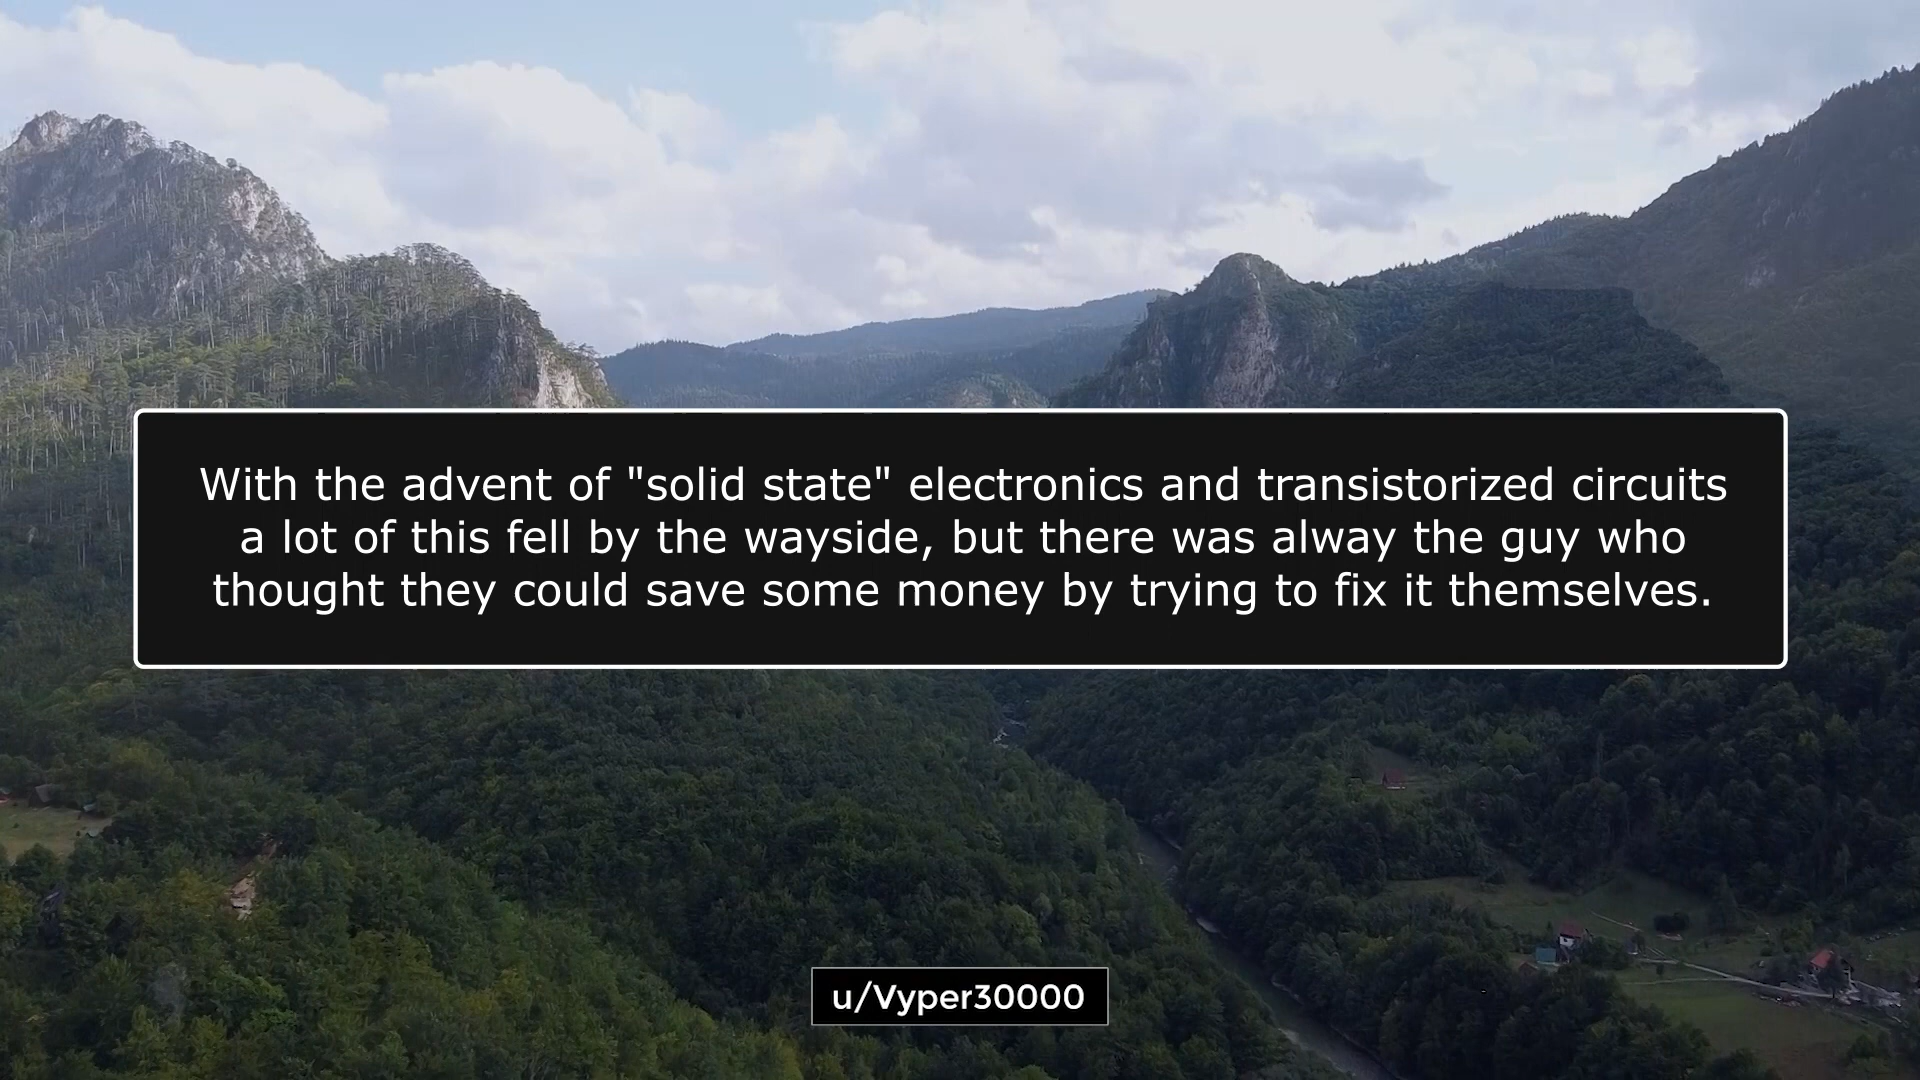 With the advent of "solid state" electronics and transistorized circuits
a lot of this fell by the wayside, but there was alway the guy who
thought they could save some money by trying to fix it themselves.
u/Vyper30000